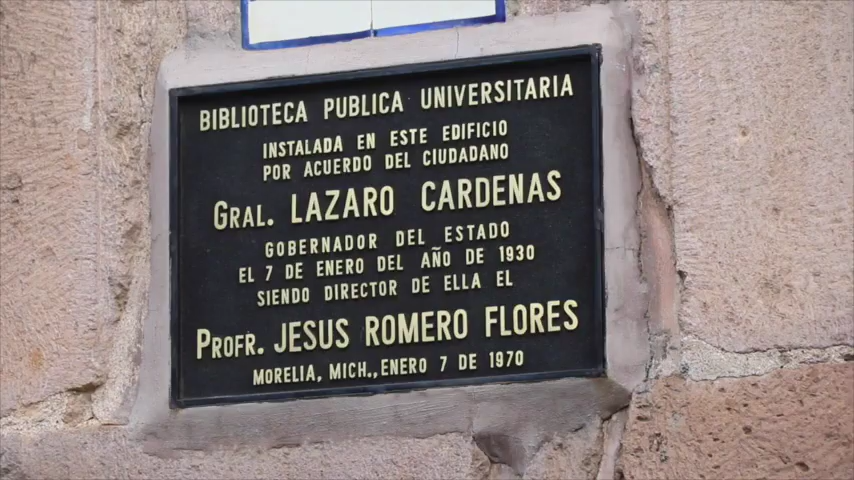 BIBLIOTECA PUBLICA UNIVERSITARIA
INSTALADA EN ESTE EDIFICIO
POR ACUERDO DEL CIUDADANO
GRAL. LAZARO CARDENAS
GOBERNADOR DEL ESTADO
EL 7 DE ENERO DEL AÑO DE 1930
SIENDO DIRECTOR DE ELLA EL
PROFR. JESUS ROMERO FLORES
MORELIA, MICH., ENERO 7 DE 1970